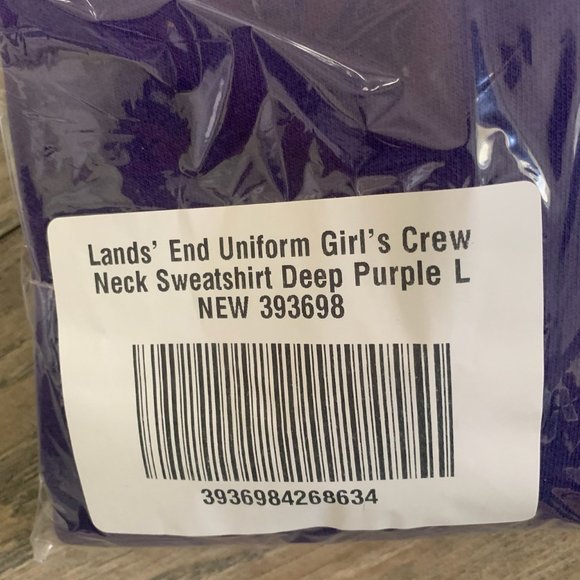 Lands' End Uniform Girl's Crew
Neck Sweatshirt Deep Purple L
NEW 393698
3936984268634